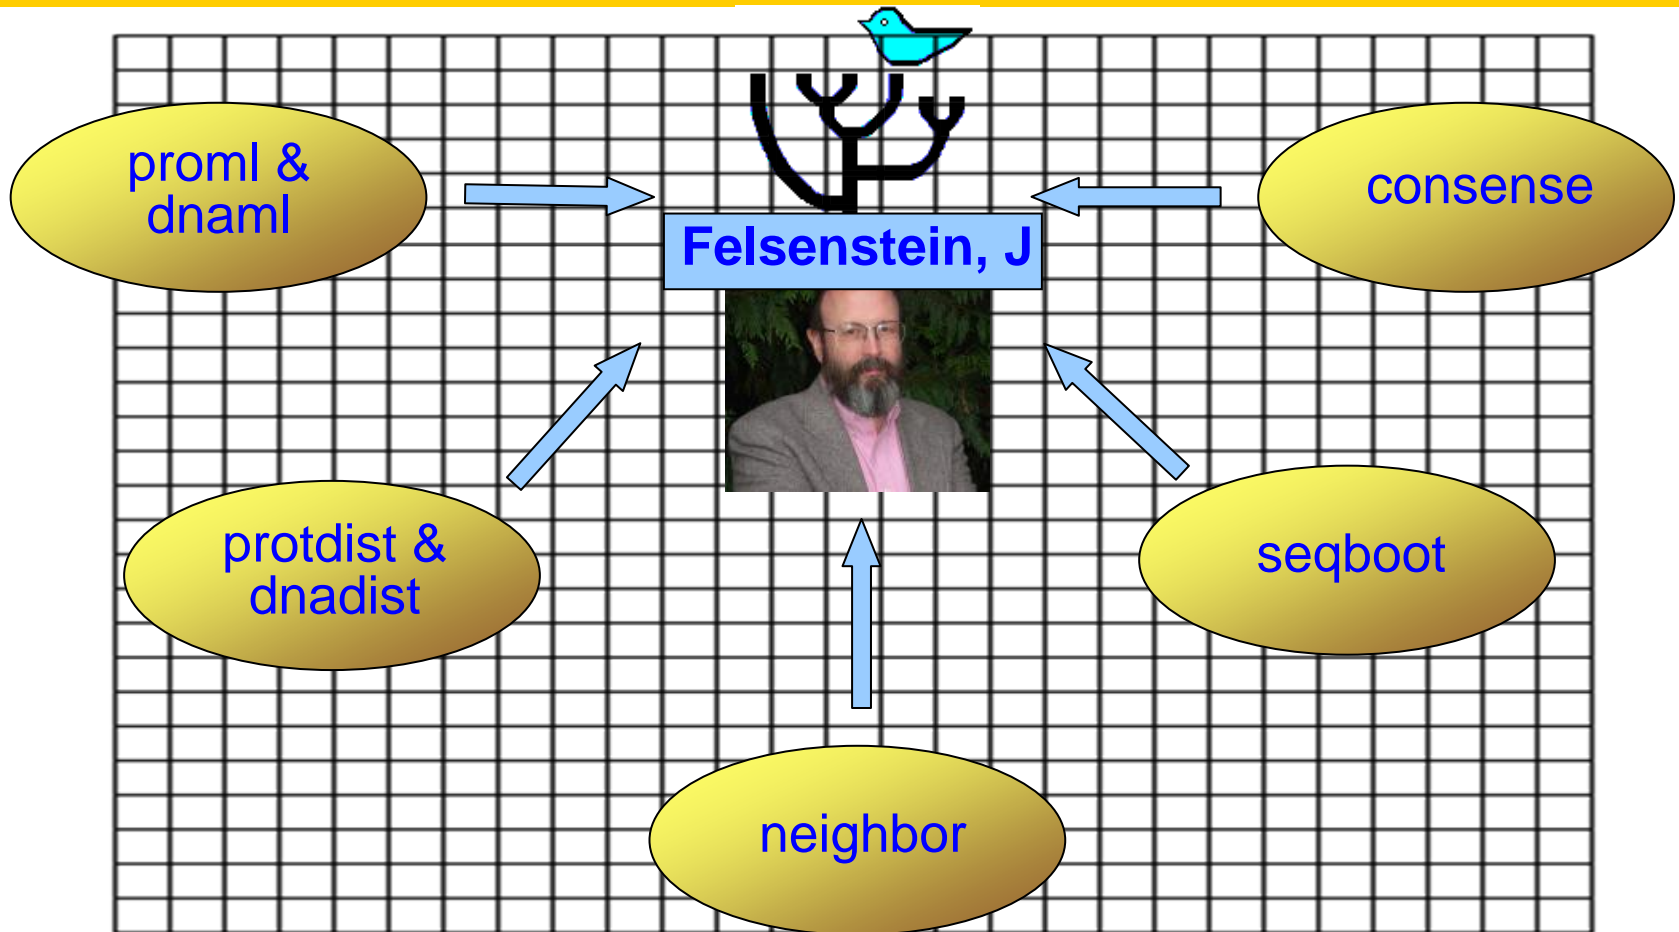 proml &
dnaml
consense
Felsenstein, J
protdist &
dnadist
seqboot
neighbor